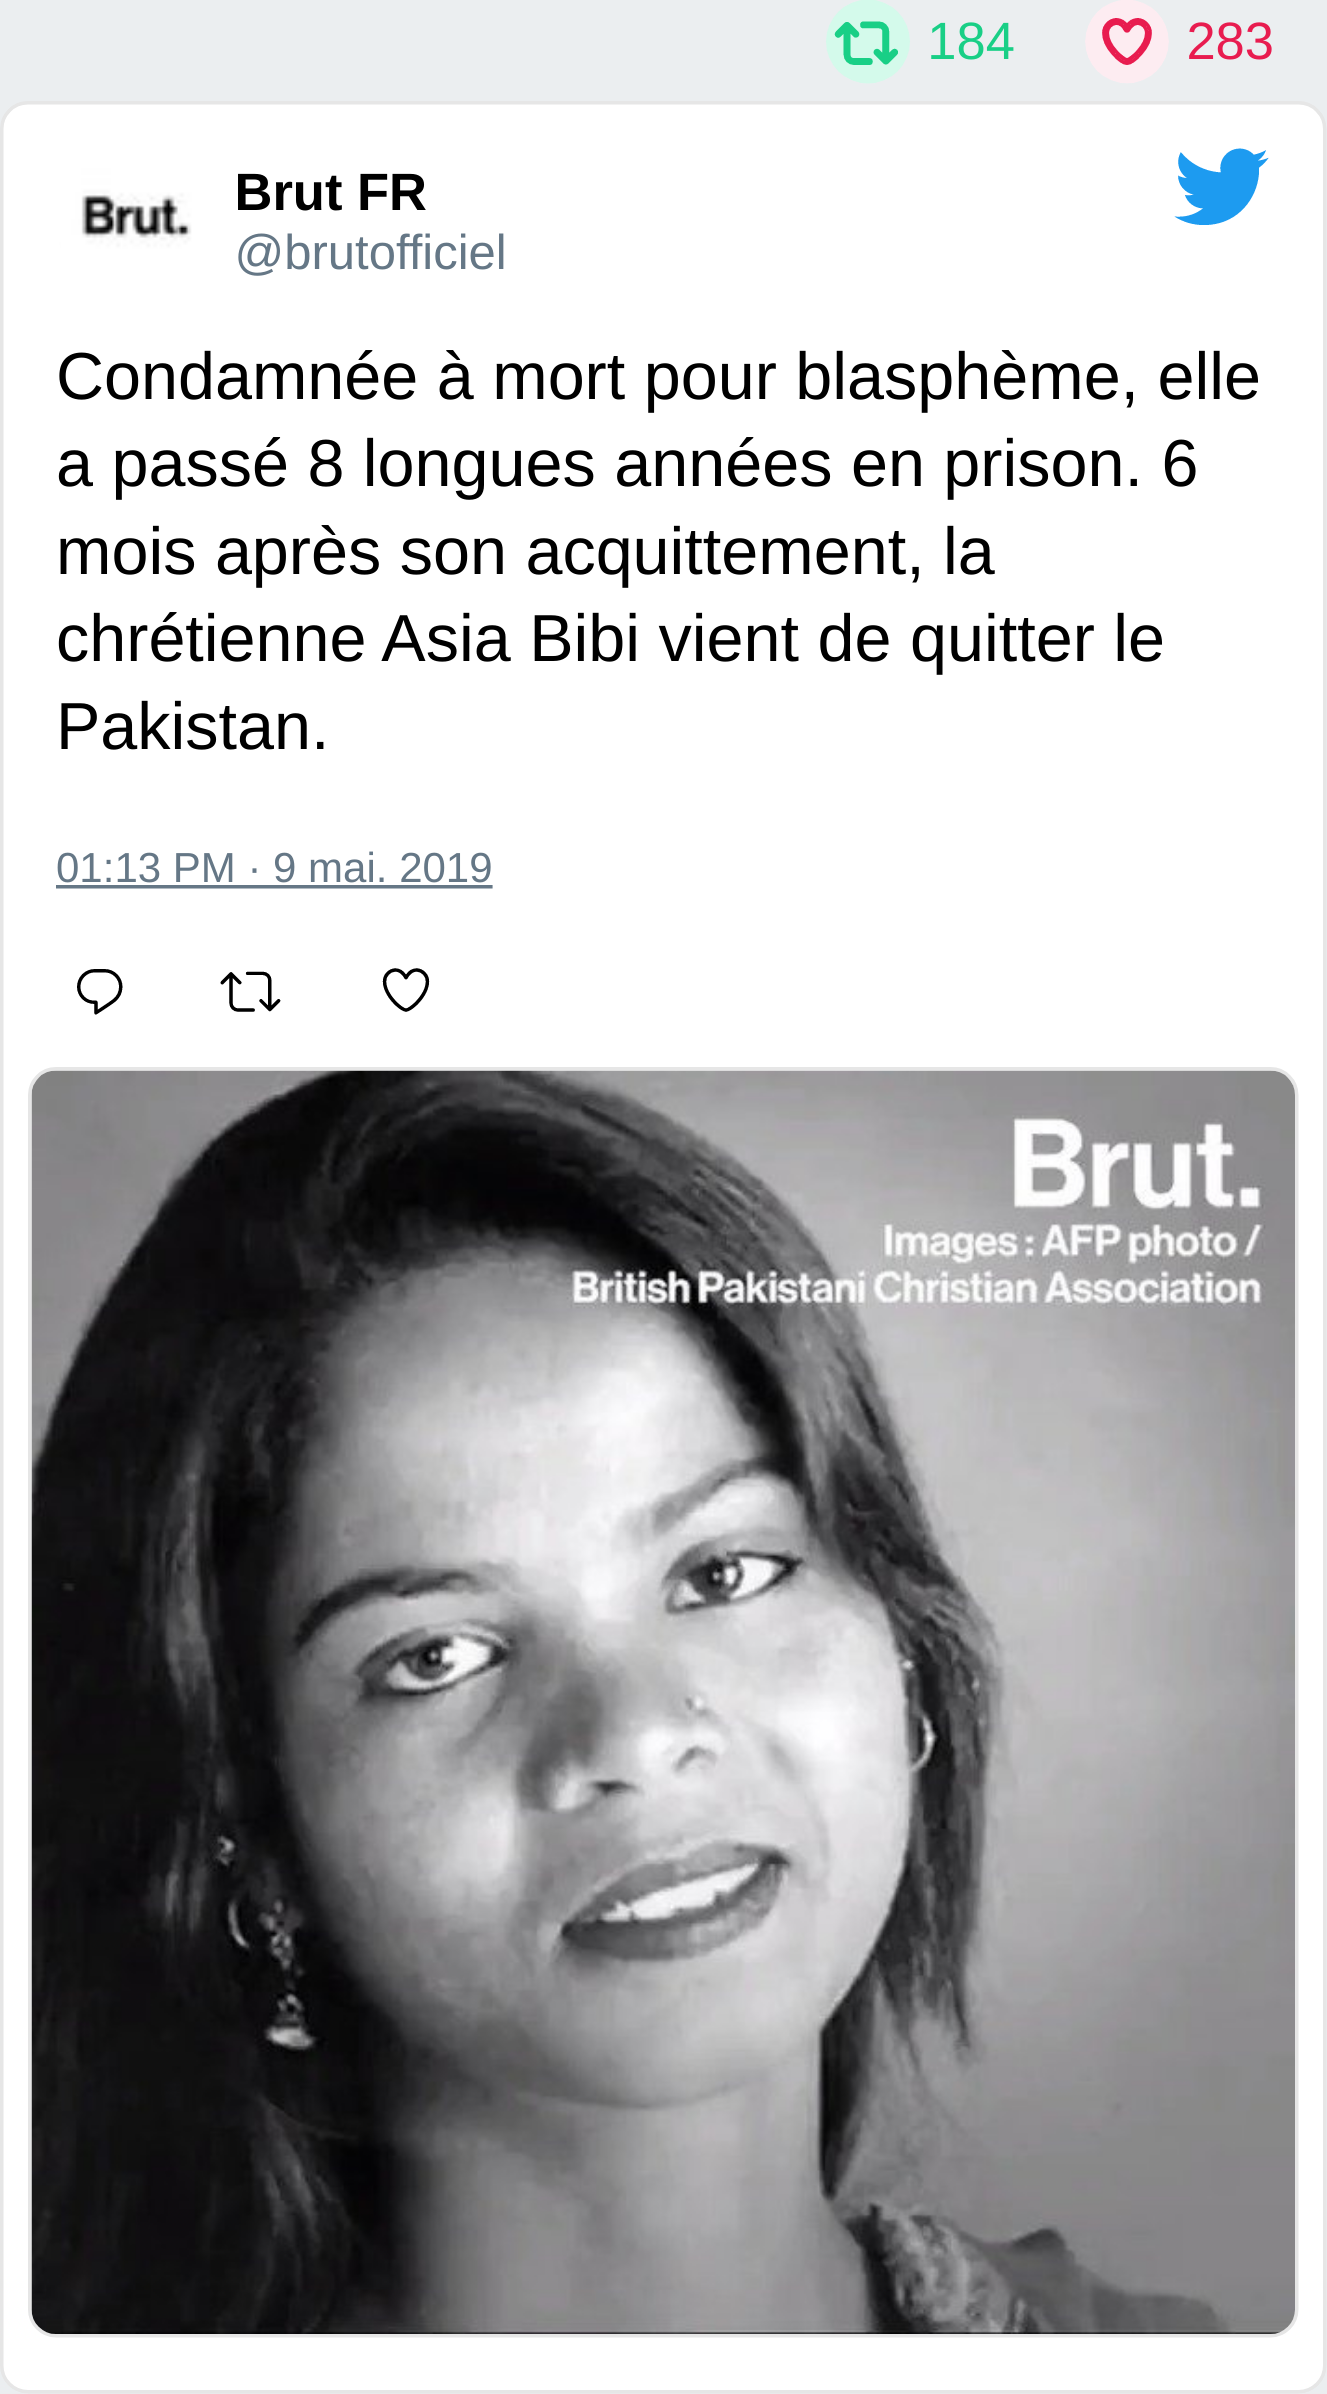 184 283
Brut.
Brut FR
@brutofficiel
Condamnée à mort pour blasphème, elle
a passé 8 longues années en prison. 6
mois après son acquittement, la
chrétienne Asia Bibi vient de quitter le
Pakistan.
01:13 PM · 9 mai. 2019
Brut.
Images : AFP photo /
British Pakistani Christian Association